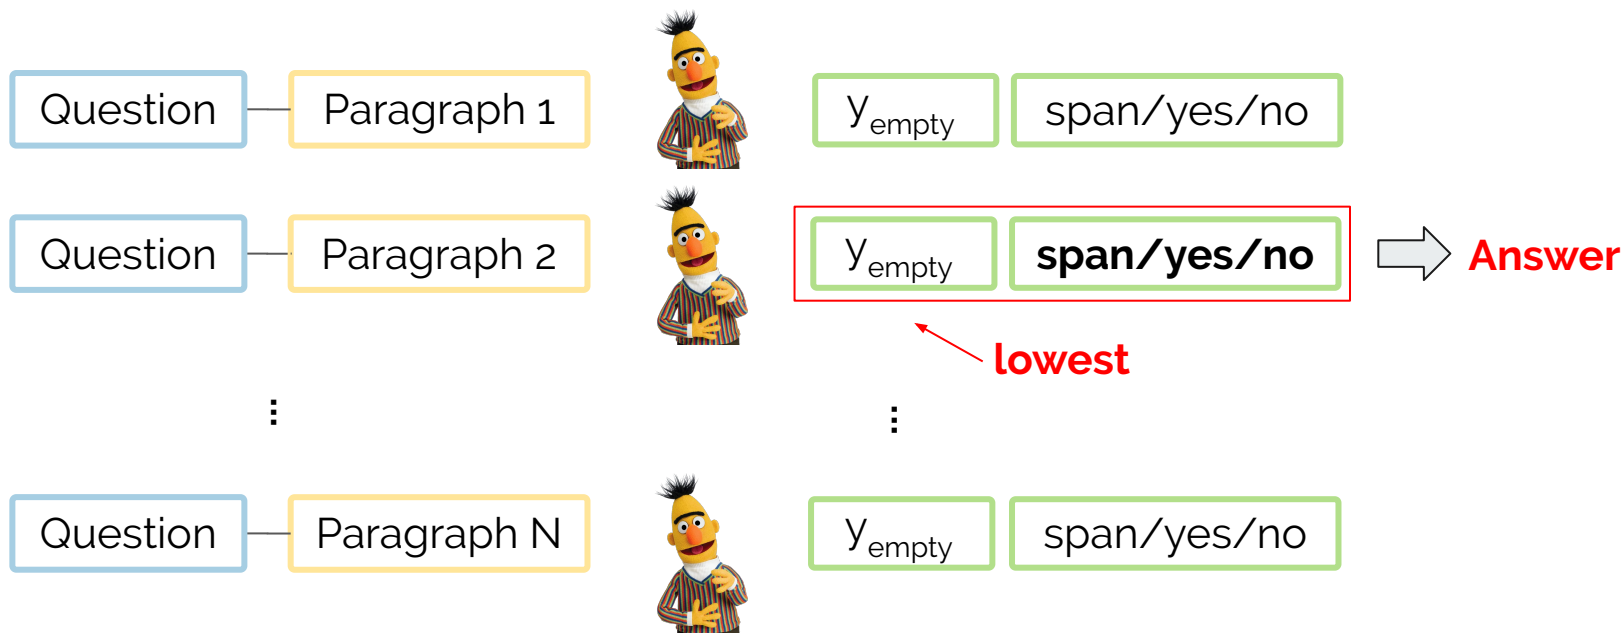 Question Paragraph 1 y_empty span/yes/no
Question Paragraph 2 y_empty span/yes/no Answer
lowest
⋮ ⋮
Question Paragraph N y_empty span/yes/no